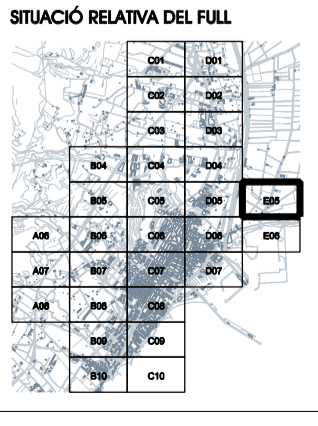 SITUACIÓ RELATIVA DEL FULL
C01 D01
C02 D02
C03 D03
B04 C04 D04
B05 C05 D05 E05
A06 B06 C06 D06 E06
A07 B07 C07 D07
A08 B08 C08
B09 C09
B10 C10